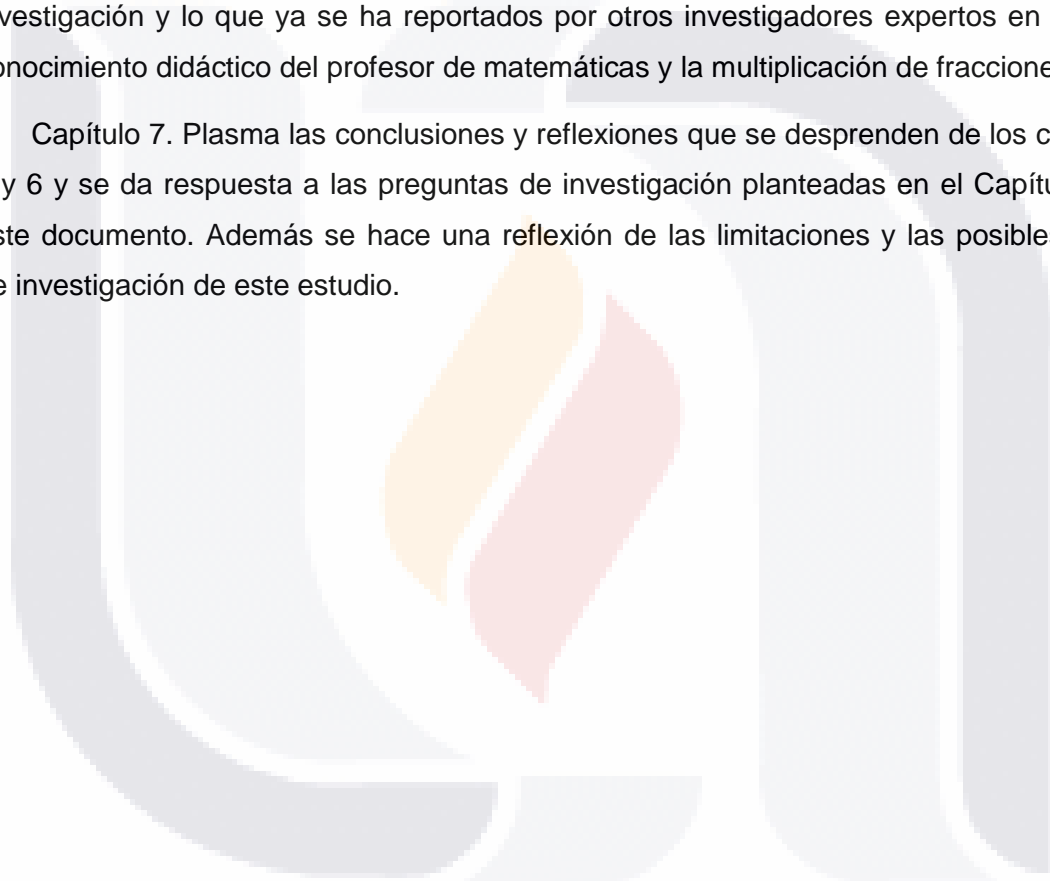 vestigación y lo que ya se ha reportados por otros investigadores expertos en
onocimiento didáctico del profesor de matemáticas y la multiplicación de fraccione
Capítulo 7. Plasma las conclusiones y reflexiones que se desprenden de los c
y 6 y se da respuesta a las preguntas de investigación planteadas en el Capítu
ste documento. Además se hace una reflexión de las limitaciones y las posibles
e investigación de este estudio.